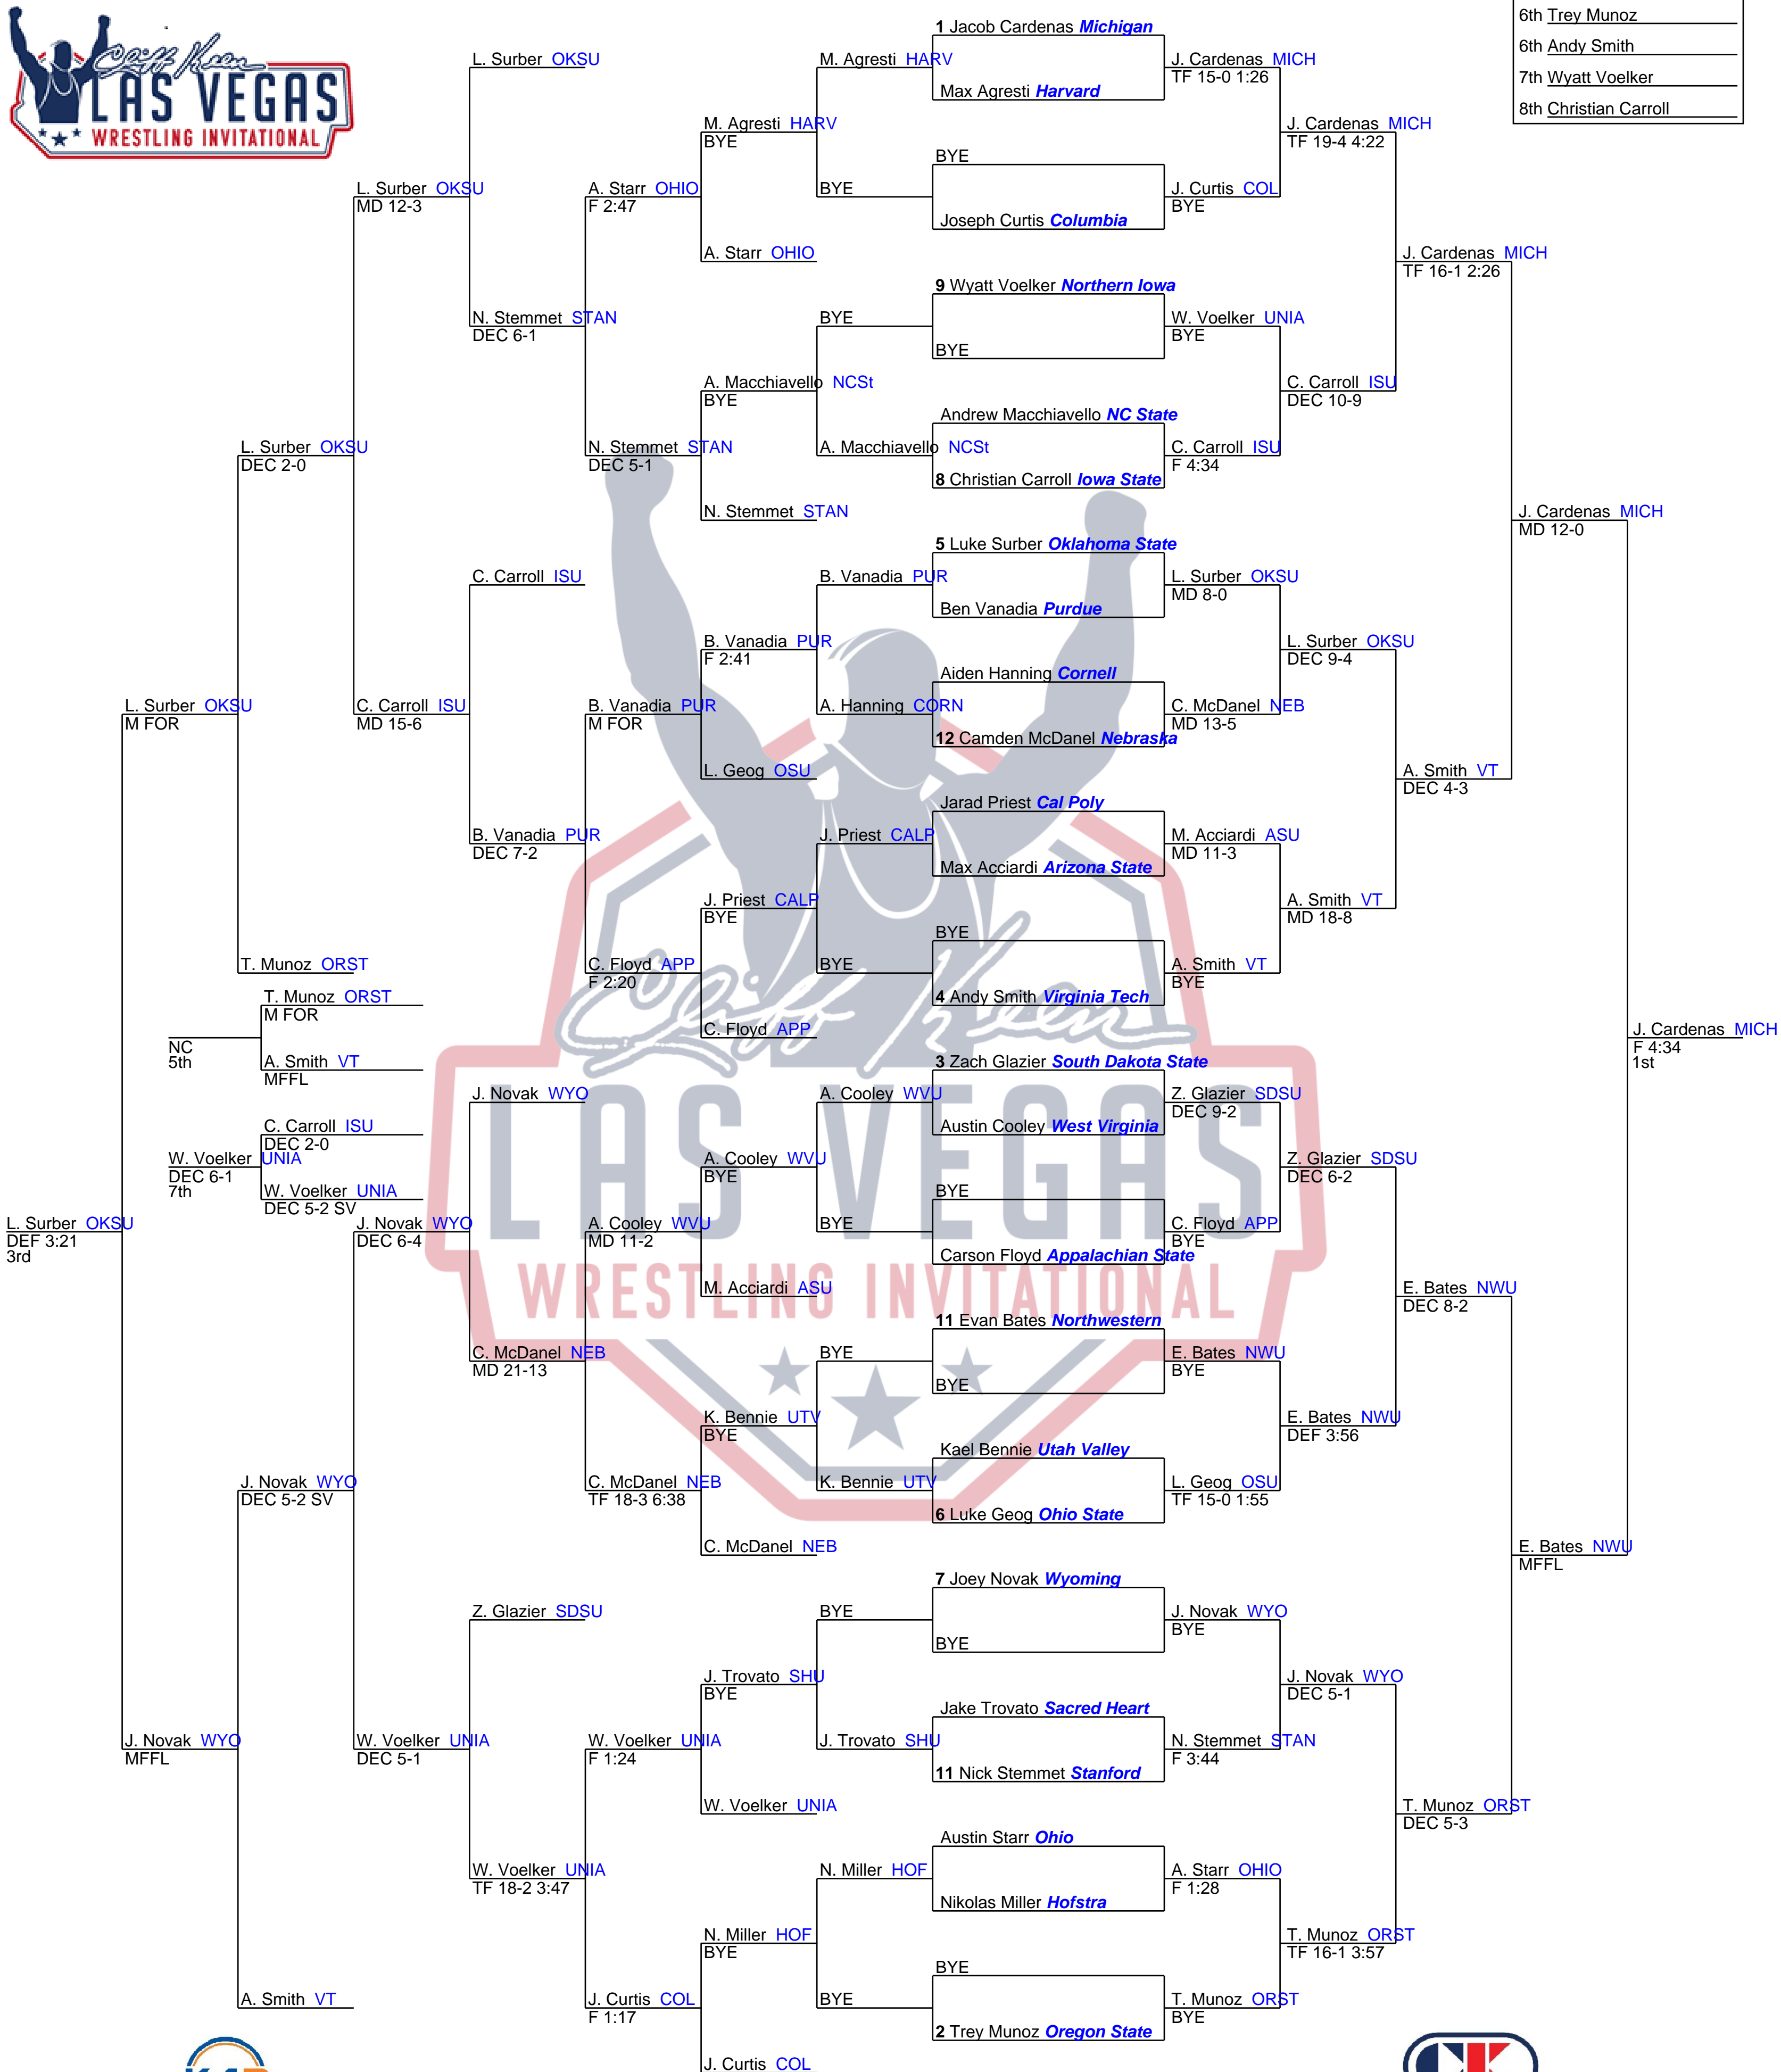 Cliff Keen
LAS VEGAS
WRESTLING INVITATIONAL
6th Trey Munoz
6th Andy Smith
7th Wyatt Voelker
8th Christian Carroll
1 Jacob Cardenas Michigan
Max Agresti Harvard
BYE
Joseph Curtis Columbia
9 Wyatt Voelker Northern Iowa
BYE
Andrew Macchiavello NC State
8 Christian Carroll Iowa State
5 Luke Surber Oklahoma State
Ben Vanadia Purdue
Aiden Hanning Cornell
12 Camden McDanel Nebraska
Jarad Priest Cal Poly
Max Acciardi Arizona State
BYE
4 Andy Smith Virginia Tech
3 Zach Glazier South Dakota State
Austin Cooley West Virginia
BYE
Carson Floyd Appalachian State
11 Evan Bates Northwestern
BYE
Kael Bennie Utah Valley
6 Luke Geog Ohio State
7 Joey Novak Wyoming
BYE
Jake Trovato Sacred Heart
11 Nick Stemmet Stanford
Austin Starr Ohio
Nikolas Miller Hofstra
BYE
2 Trey Munoz Oregon State
J. Cardenas MICH
TF 15-0 1:26
J. Curtis COL
BYE
W. Voelker UNIA
BYE
C. Carroll ISU
F 4:34
L. Surber OKSU
MD 8-0
C. McDanel NEB
MD 13-5
M. Acciardi ASU
MD 11-3
A. Smith VT
BYE
Z. Glazier SDSU
DEC 9-2
C. Floyd APP
BYE
E. Bates NWU
BYE
L. Geog OSU
TF 15-0 1:55
J. Novak WYO
BYE
N. Stemmet STAN
F 3:44
A. Starr OHIO
F 1:28
T. Munoz ORST
BYE
J. Cardenas MICH
TF 19-4 4:22
C. Carroll ISU
DEC 10-9
L. Surber OKSU
DEC 9-4
A. Smith VT
MD 18-8
Z. Glazier SDSU
DEC 6-2
E. Bates NWU
DEF 3:56
J. Novak WYO
DEC 5-1
T. Munoz ORST
TF 16-1 3:57
J. Cardenas MICH
TF 16-1 2:26
A. Smith VT
DEC 4-3
E. Bates NWU
DEC 8-2
T. Munoz ORST
DEC 5-3
J. Cardenas MICH
MD 12-0
E. Bates NWU
MFFL
J. Cardenas MICH
F 4:34
1st
M. Agresti HARV
BYE
BYE
A. Macchiavello NCSt
B. Vanadia PUR
A. Hanning CORN
J. Priest CALP
BYE
A. Cooley WVU
BYE
BYE
K. Bennie UTV
BYE
J. Trovato SHU
N. Miller HOF
BYE
M. Agresti HARV
BYE
A. Starr OHIO
A. Macchiavello NCSt
BYE
N. Stemmet STAN
B. Vanadia PUR
F 2:41
L. Geog OSU
J. Priest CALP
BYE
C. Floyd APP
A. Cooley WVU
BYE
M. Acciardi ASU
K. Bennie UTV
BYE
C. McDanel NEB
J. Trovato SHU
BYE
W. Voelker UNIA
N. Miller HOF
BYE
J. Curtis COL
A. Starr OHIO
F 2:47
N. Stemmet STAN
DEC 5-1
B. Vanadia PUR
M FOR
C. Floyd APP
F 2:20
A. Cooley WVU
MD 11-2
C. McDanel NEB
TF 18-3 6:38
W. Voelker UNIA
F 1:24
J. Curtis COL
F 1:17
L. Surber OKSU
N. Stemmet STAN
DEC 6-1
C. Carroll ISU
B. Vanadia PUR
DEC 7-2
J. Novak WYO
C. McDanel NEB
MD 21-13
Z. Glazier SDSU
W. Voelker UNIA
TF 18-2 3:47
L. Surber OKSU
MD 12-3
C. Carroll ISU
MD 15-6
J. Novak WYO
DEC 6-4
W. Voelker UNIA
DEC 5-1
L. Surber OKSU
DEC 2-0
T. Munoz ORST
J. Novak WYO
DEC 5-2 SV
A. Smith VT
L. Surber OKSU
M FOR
J. Novak WYO
MFFL
L. Surber OKSU
DEF 3:21
3rd
T. Munoz ORST
M FOR
A. Smith VT
MFFL
NC
5th
C. Carroll ISU
DEC 2-0
W. Voelker UNIA
DEC 5-2 SV
W. Voelker UNIA
DEC 6-1
7th
Cliff Keen
LAS VEGAS
WRESTLING INVITATIONAL